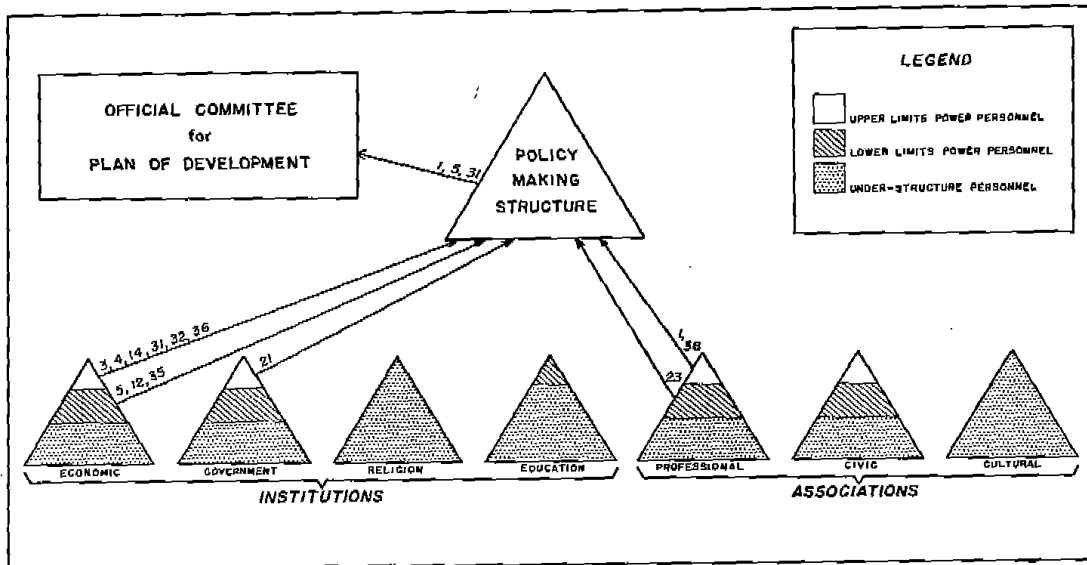 OFFICIAL COMMITTEE
for
PLAN OF DEVELOPMENT
POLICY
MAKING
STRUCTURE
LEGEND
UPPER LIMITS POWER PERSONNEL
LOWER LIMITS POWER PERSONNEL
UNDER-STRUCTURE PERSONNEL
1, 5, 31
3, 4, 14, 31, 32, 36
5, 12, 35
21
1,
38
23
ECONOMIC
GOVERNMENT
RELIGION
EDUCATION
PROFESSIONAL
CIVIC
CULTURAL
INSTITUTIONS
ASSOCIATIONS